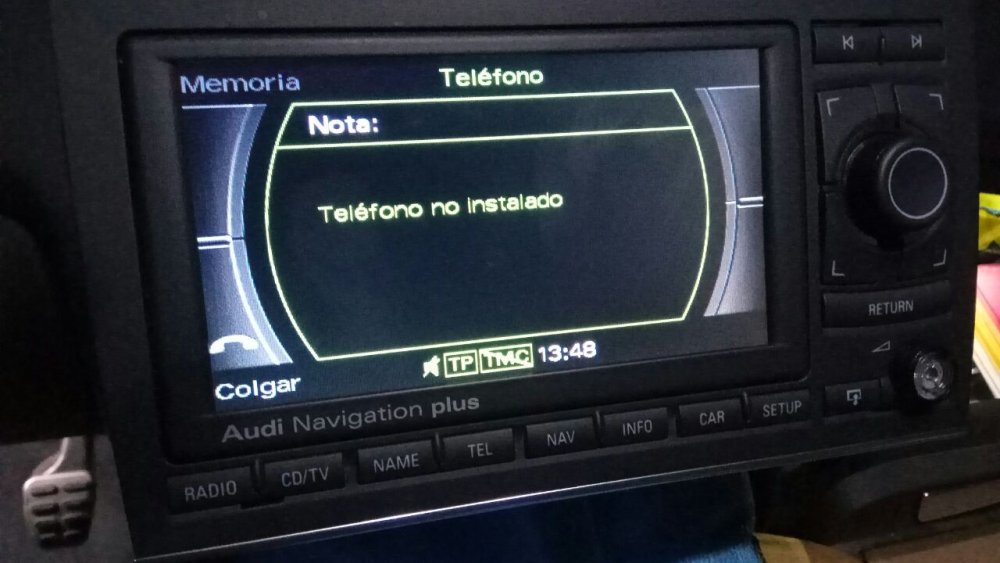 Memoria
Teléfono
Nota:
Teléfono no instalado
TP TMC 13:48
Colgar
Audi Navigation plus
RETURN
RADIO
CD/TV
NAME
TEL
NAV
INFO
CAR
SETUP